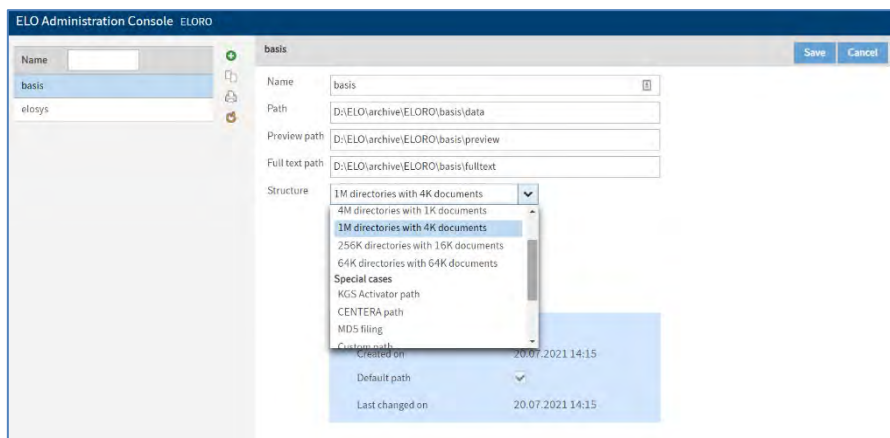 ELO Administration Console ELORO
Name
basis
elosys
basis
Save Cancel
Name basis
Path D:\ELO\archive\ELORO\basis\data
Preview path D:\ELO\archive\ELORO\basis\preview
Full text path D:\ELO\archive\ELORO\basis\fulltext
Structure 1M directories with 4K documents
4M directories with 1K documents
1M directories with 4K documents
256K directories with 16K documents
64K directories with 64K documents
Special cases
KGS Activator path
CENTERA path
MD5 filing
Custom path
Created on 20.07.2021 14:15
Default path
Last changed on 20.07.2021 14:15